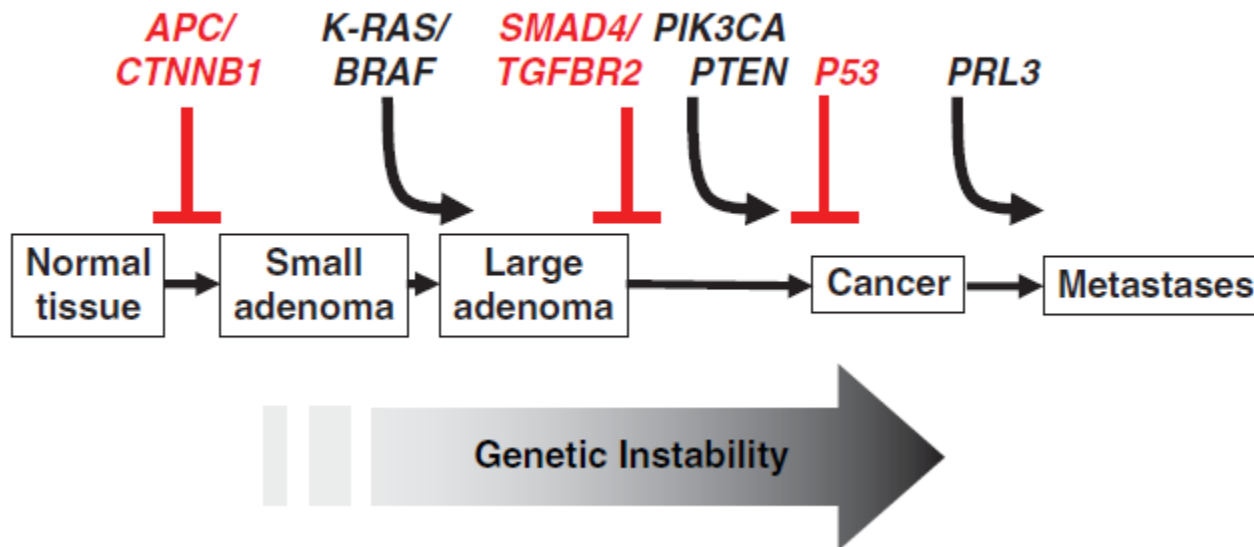 APC/
CTNNB1
K-RAS/
BRAF
SMAD4/
TGFBR2
PIK3CA
PTEN
P53
PRL3
Normal
tissue
Small
adenoma
Large
adenoma
Cancer
Metastases
Genetic Instability